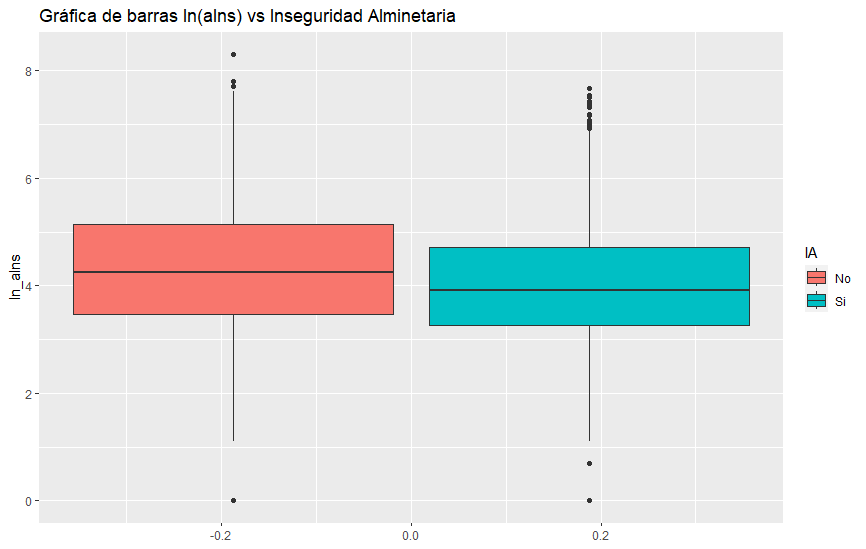 Gráfica de barras ln(alns) vs Inseguridad Alminetaria
8
6
4
2
0
ln_alns
-0.2
0.0
0.2
IA
No
Si